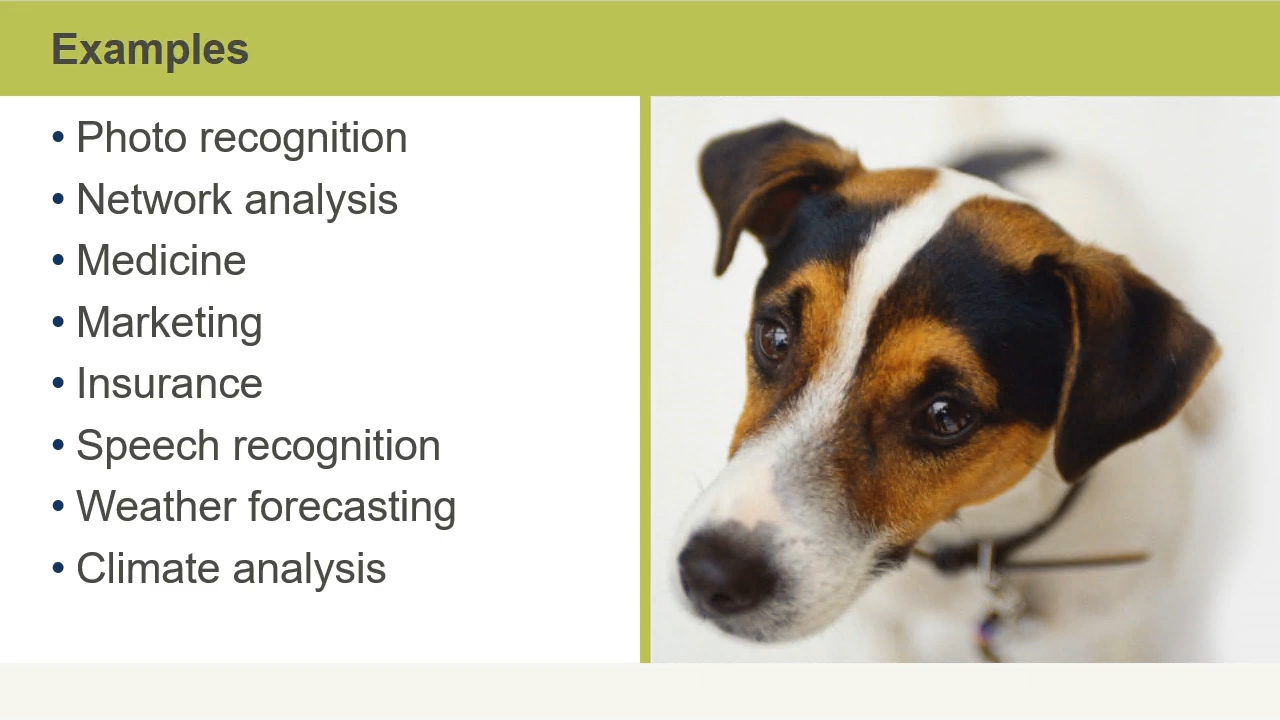 Examples
• Photo recognition
• Network analysis
• Medicine
• Marketing
• Insurance
• Speech recognition
• Weather forecasting
• Climate analysis